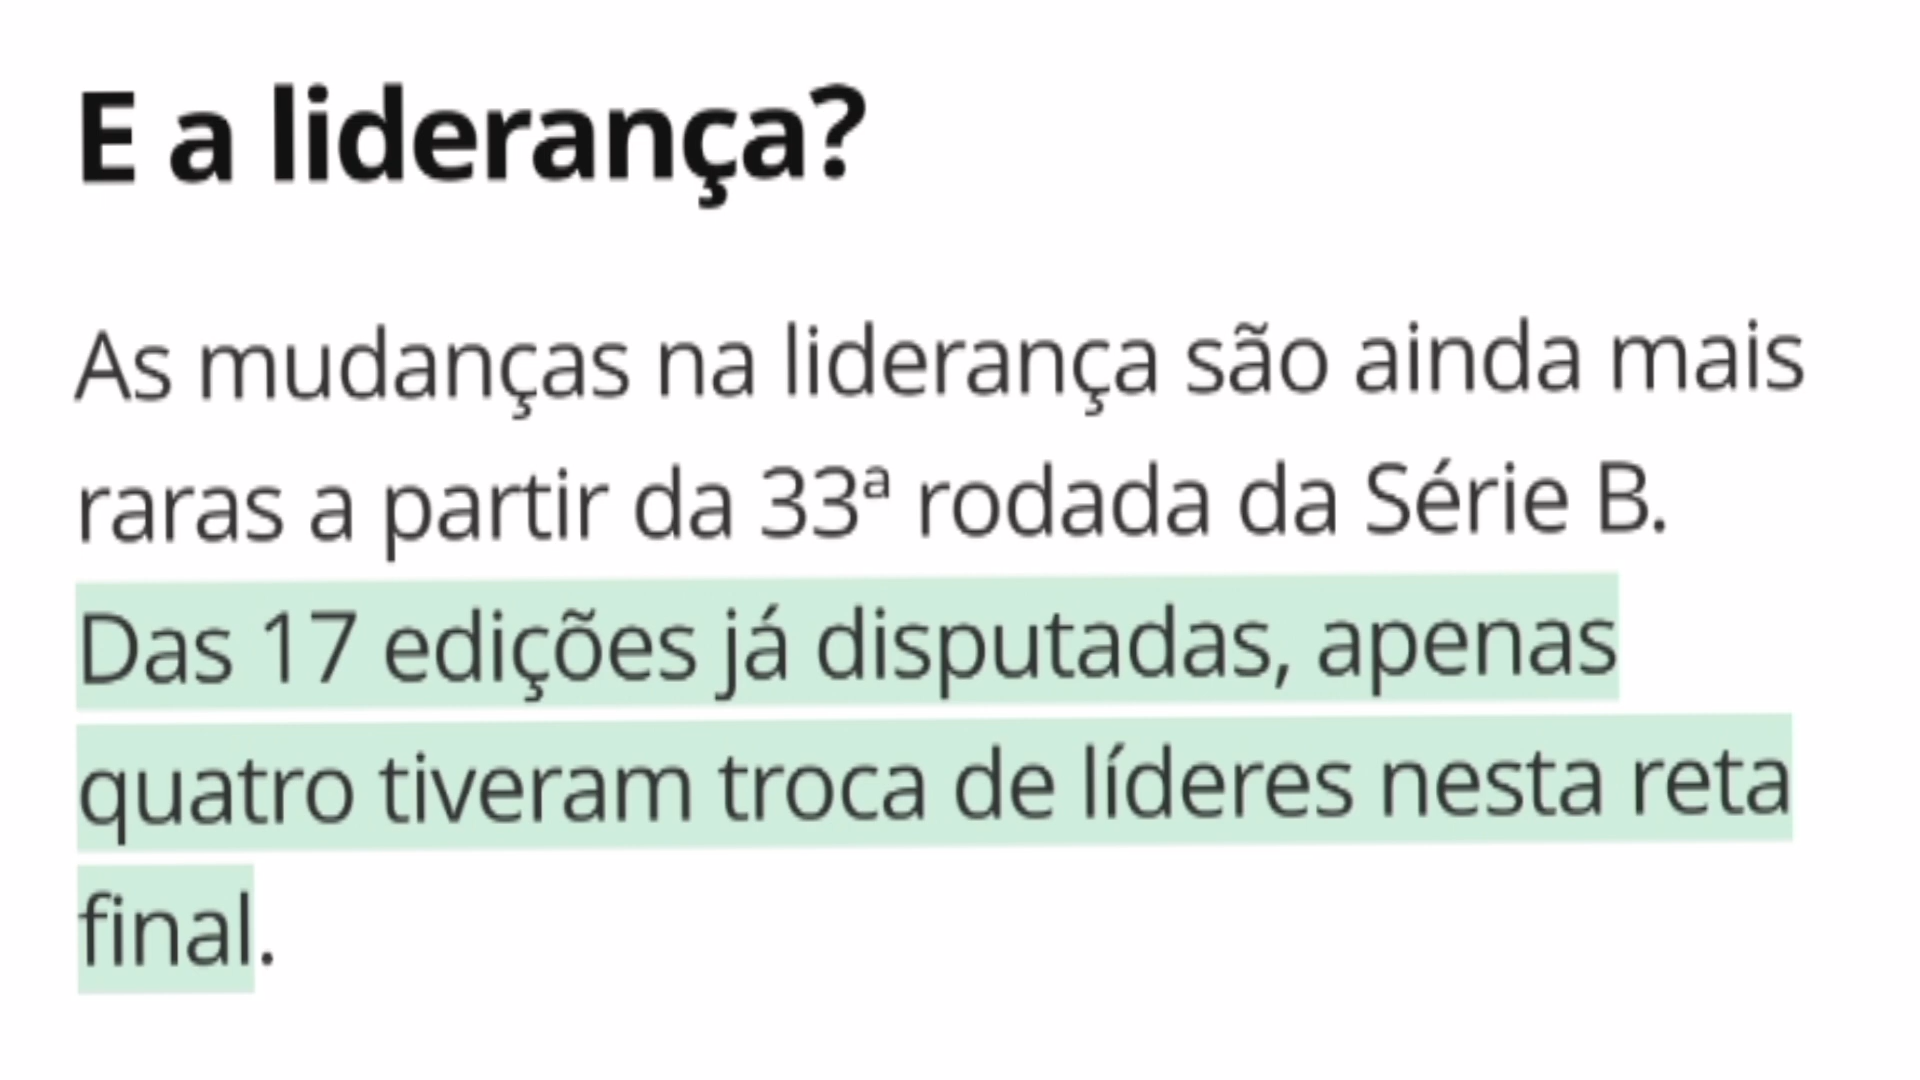 E a liderança?
As mudanças na liderança são ainda mais
raras a partir da 33ª rodada da Série B.
Das 17 edições já disputadas, apenas
quatro tiveram troca de líderes nesta reta
final.